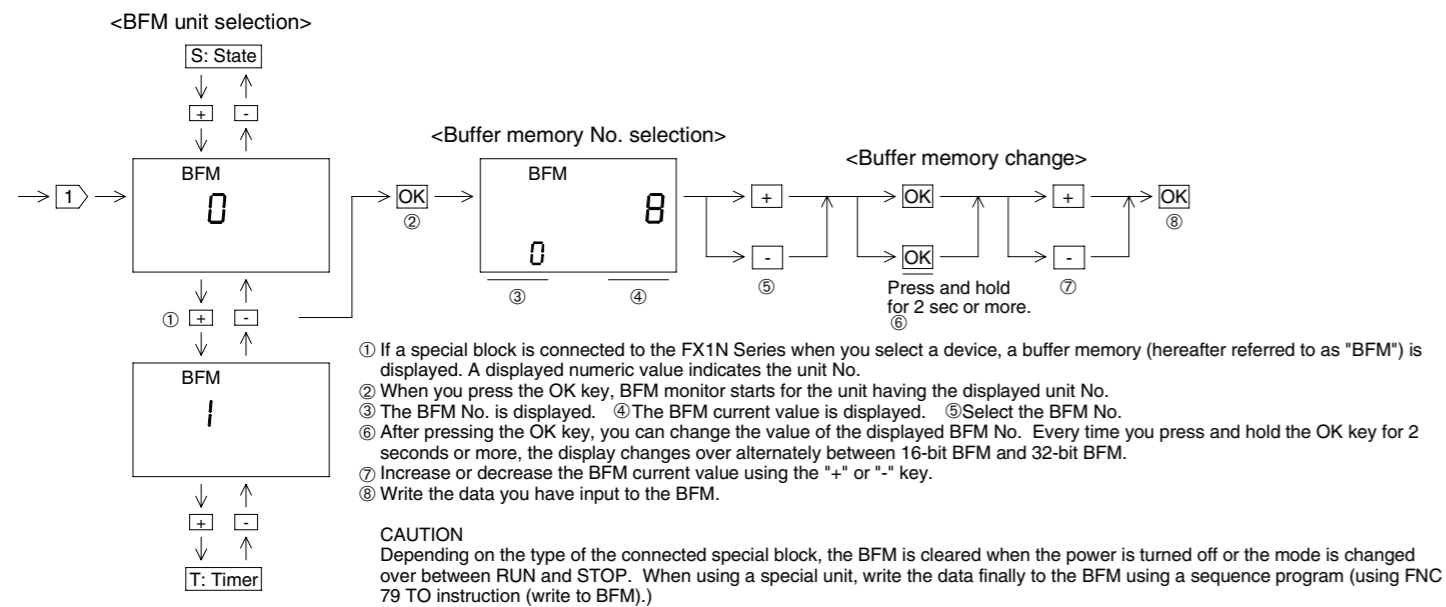 <BFM unit selection>
S: State
+ -
<Buffer memory No. selection>
<Buffer memory change>
BFM
0
1
OK
②
BFM
8
0
③ ④
+
-
⑤
OK
OK
Press and hold
for 2 sec or more.
⑥
+
-
⑦
OK
⑧
① + -
BFM
1
+ -
T: Timer
① If a special block is connected to the FX1N Series when you select a device, a buffer memory (hereafter referred to as "BFM") is
displayed. A displayed numeric value indicates the unit No.
② When you press the OK key, BFM monitor starts for the unit having the displayed unit No.
③ The BFM No. is displayed. ④The BFM current value is displayed. ⑤Select the BFM No.
⑥ After pressing the OK key, you can change the value of the displayed BFM No. Every time you press and hold the OK key for 2
seconds or more, the display changes over alternately between 16-bit BFM and 32-bit BFM.
⑦ Increase or decrease the BFM current value using the "+" or "-" key.
⑧ Write the data you have input to the BFM.
CAUTION
Depending on the type of the connected special block, the BFM is cleared when the power is turned off or the mode is changed
over between RUN and STOP. When using a special unit, write the data finally to the BFM using a sequence program (using FNC
79 TO instruction (write to BFM).)